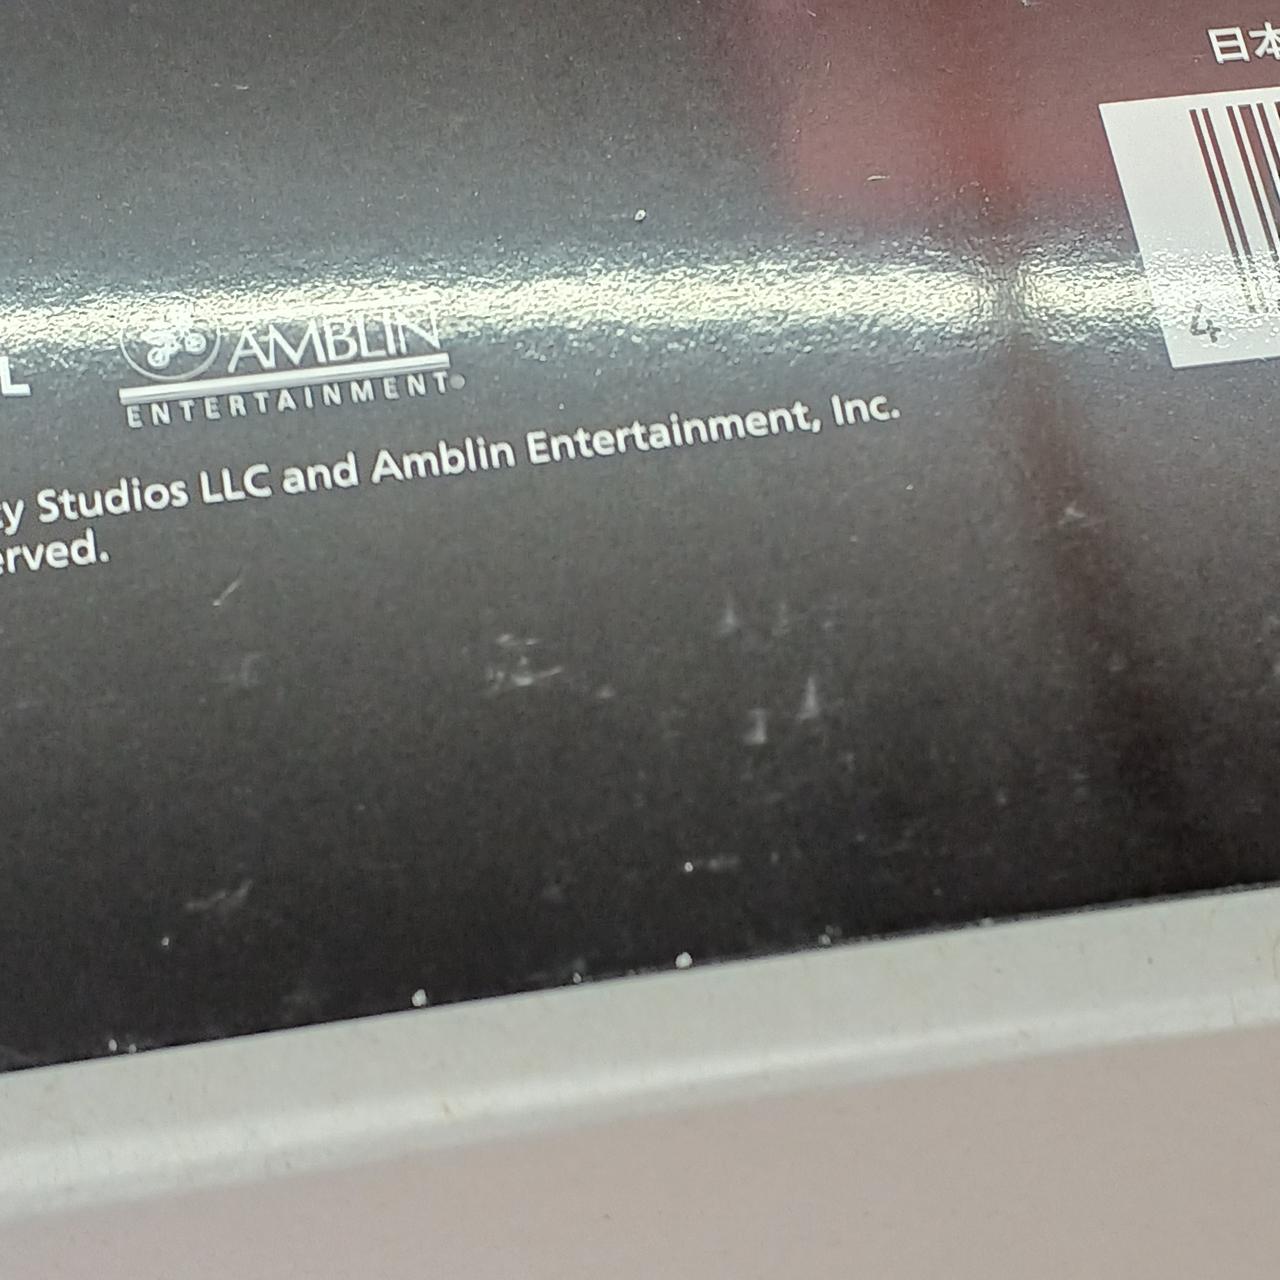 日本
4
L
AMBLIN
ENTERTAINMENT®
y Studios LLC and Amblin Entertainment, Inc.
erved.